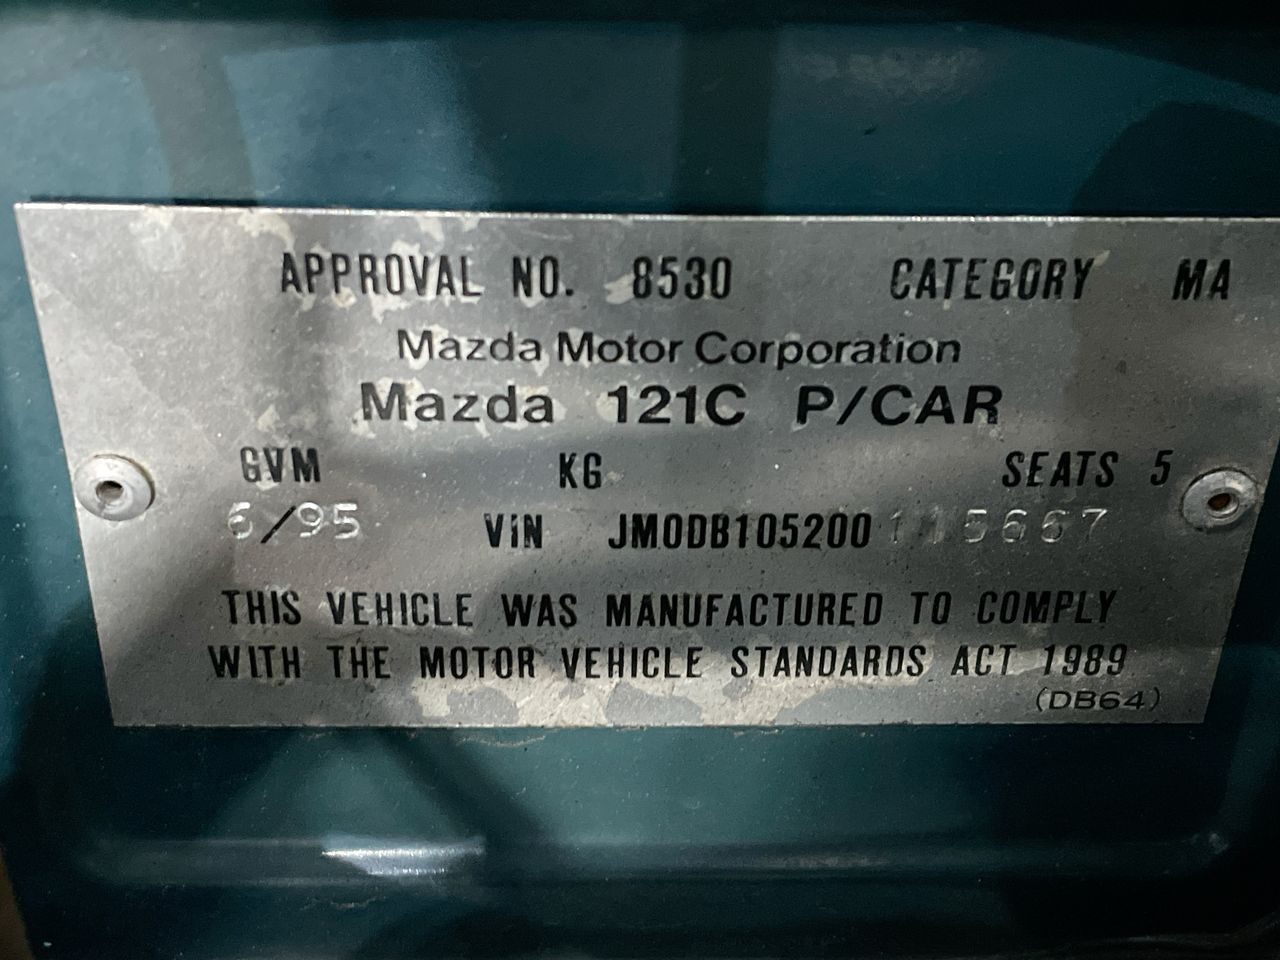 APPROVAL NO. 8530 CATEGORY MA
Mazda Motor Corporation
Mazda 121C P/CAR
GVM KG SEATS 5
6/95 VIN JM0DB105200115667
THIS VEHICLE WAS MANUFACTURED TO COMPLY
WITH THE MOTOR VEHICLE STANDARDS ACT 1989
(DB64)